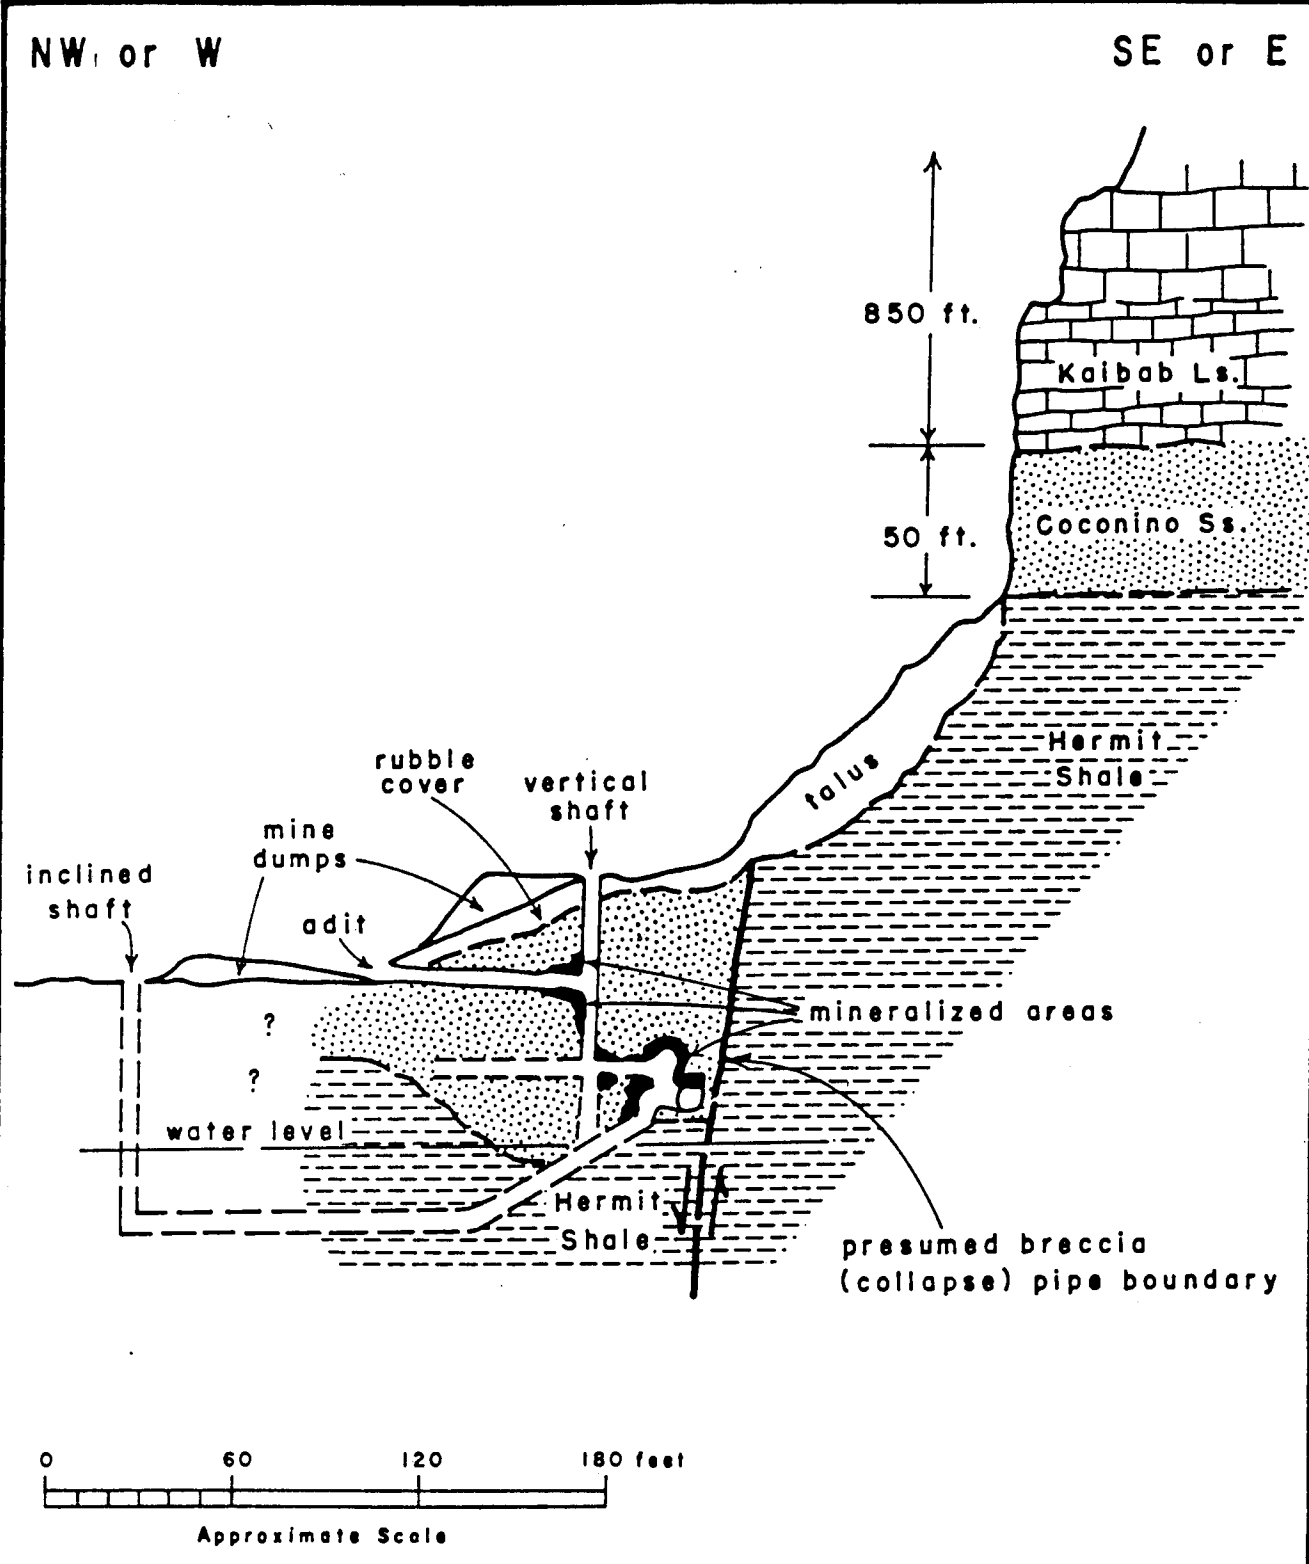 NW or W
SE or E
850 ft.
Kaibab Ls.
50 ft.
Coconino Ss.
Hermit
Shale
talus
rubble
cover
vertical
shaft
mine
dumps
inclined
shaft
adit
?
?
mineralized areas
water level
Hermit
Shale
presumed breccia
(collapse) pipe boundary
0 60 120 180 feet
Approximate Scale